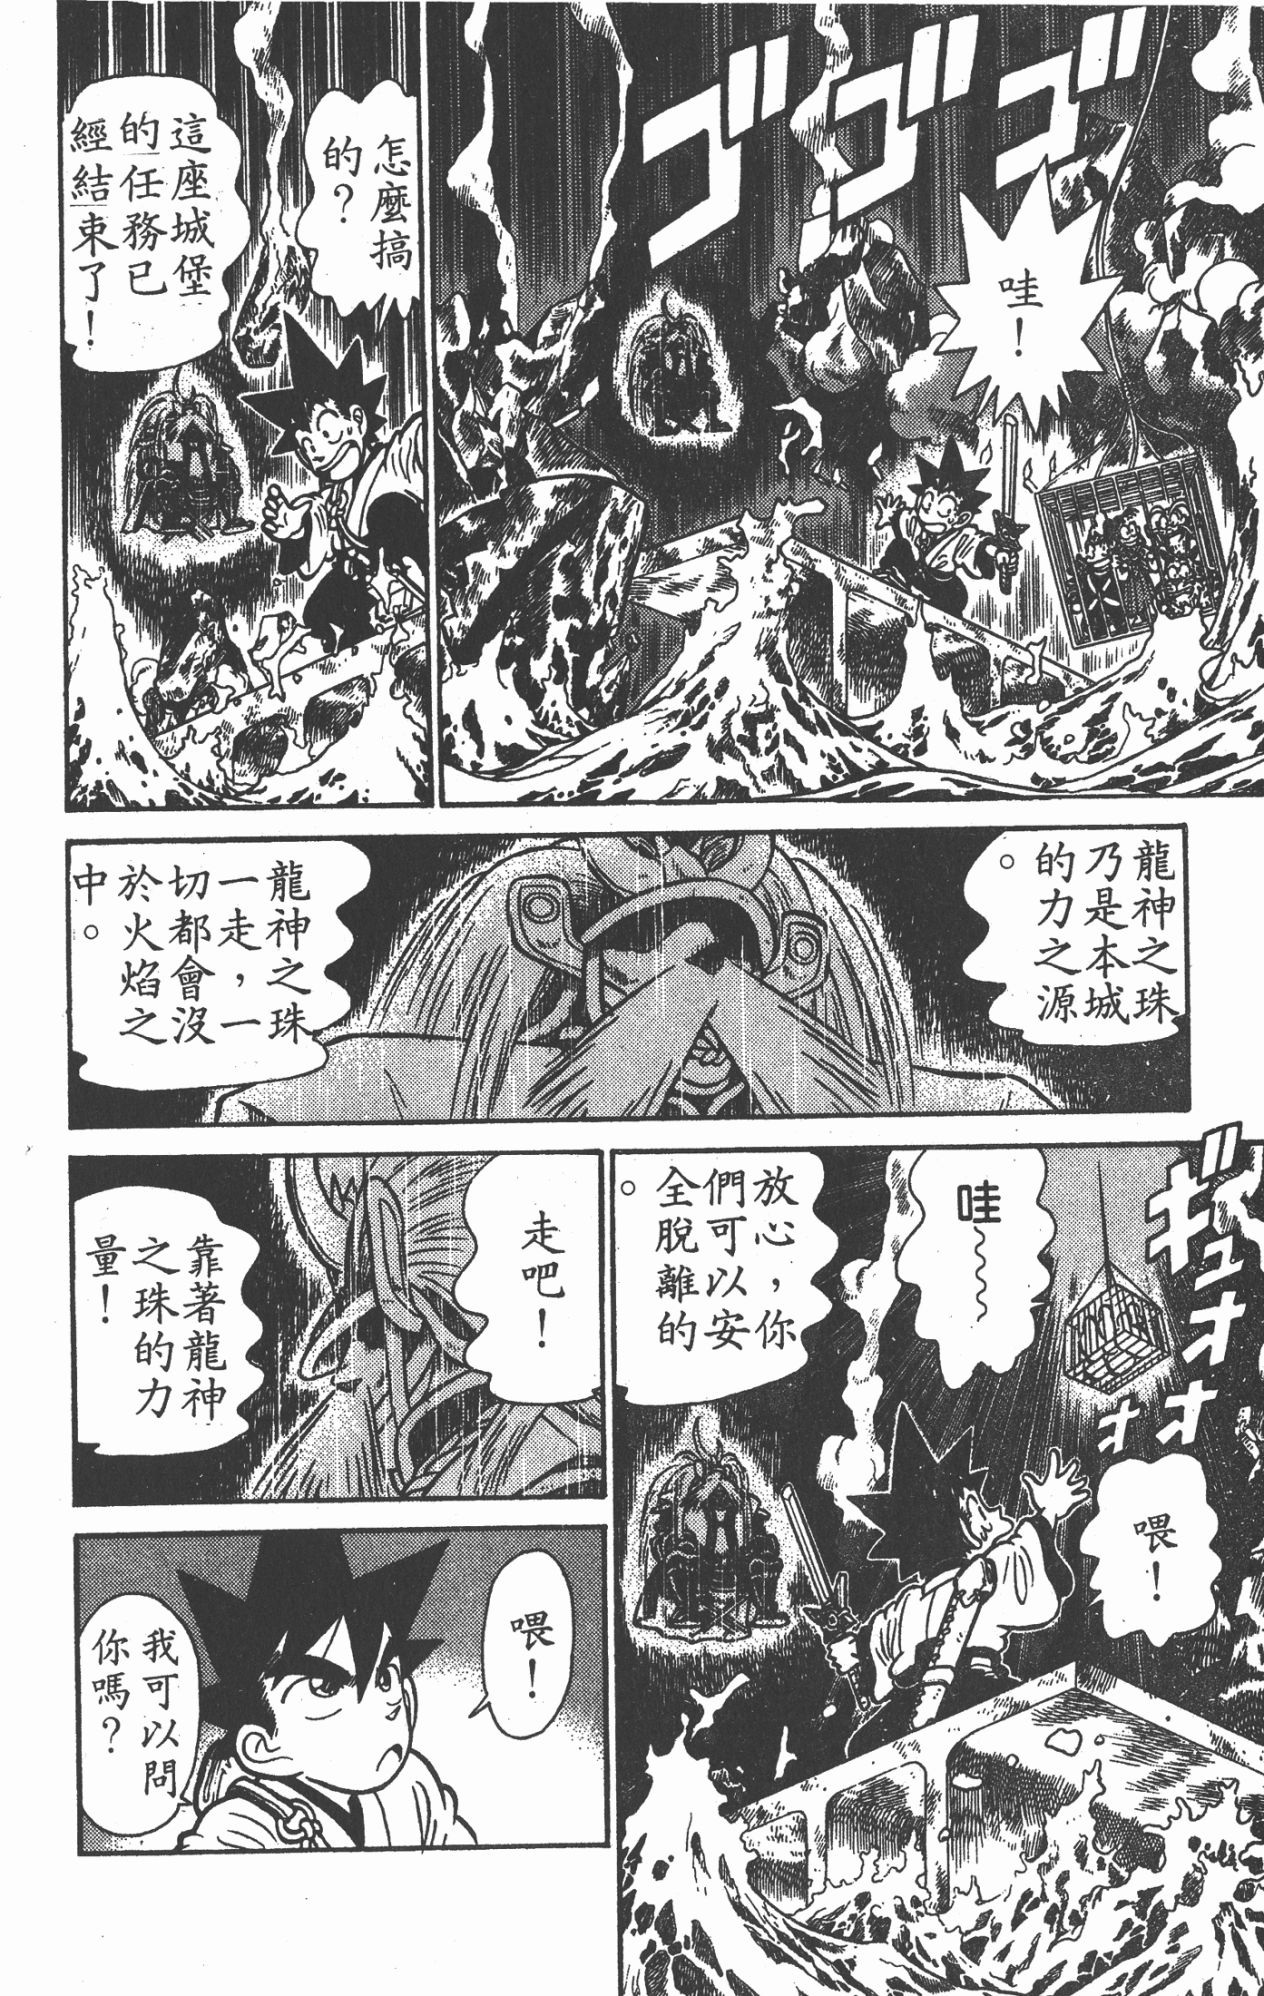 ゴゴゴ
哇！
怎麼搞
的？
這座城堡
的任務已
經結束了！
龍神之珠
乃是本城
的力之源
。
龍神之珠
一走，一
切都會沒
於火焰之
中。
ギュオオ
オオ
哇～
喂！
放心，你
們可以安
全脫離的
。
走吧！
靠著龍神
之珠的力
量！
喂！
我可以問
你嗎？